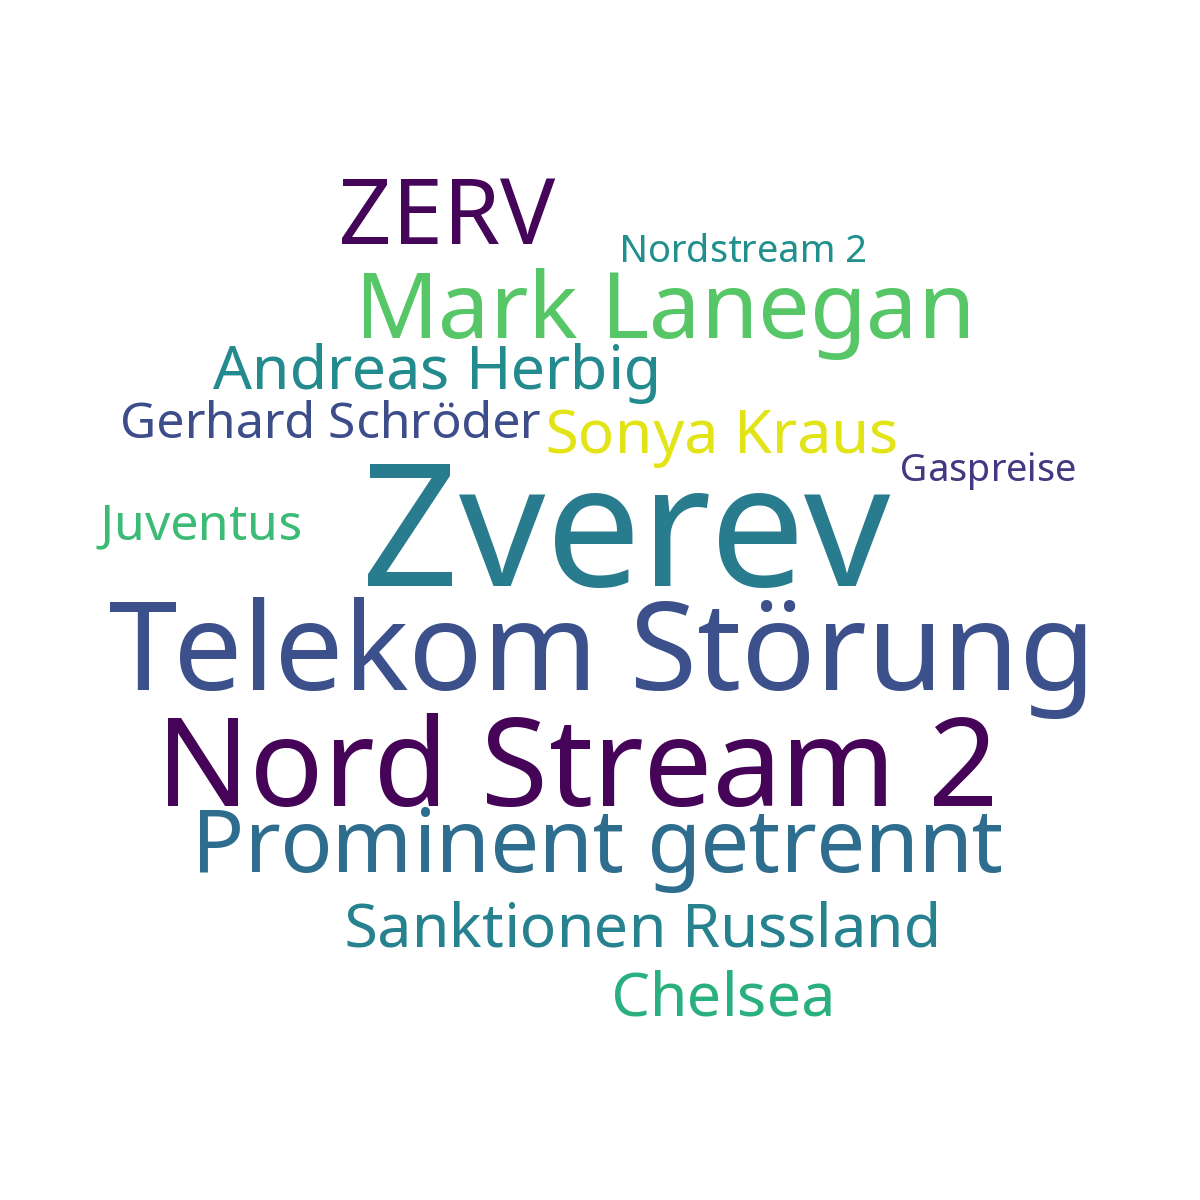 ZERV
Nordstream 2
Mark Lanegan
Andreas Herbig
Gerhard Schröder
Sonya Kraus
Gaspreise
Zverev
Juventus
Telekom Störung
Nord Stream 2
Prominent getrennt
Sanktionen Russland
Chelsea